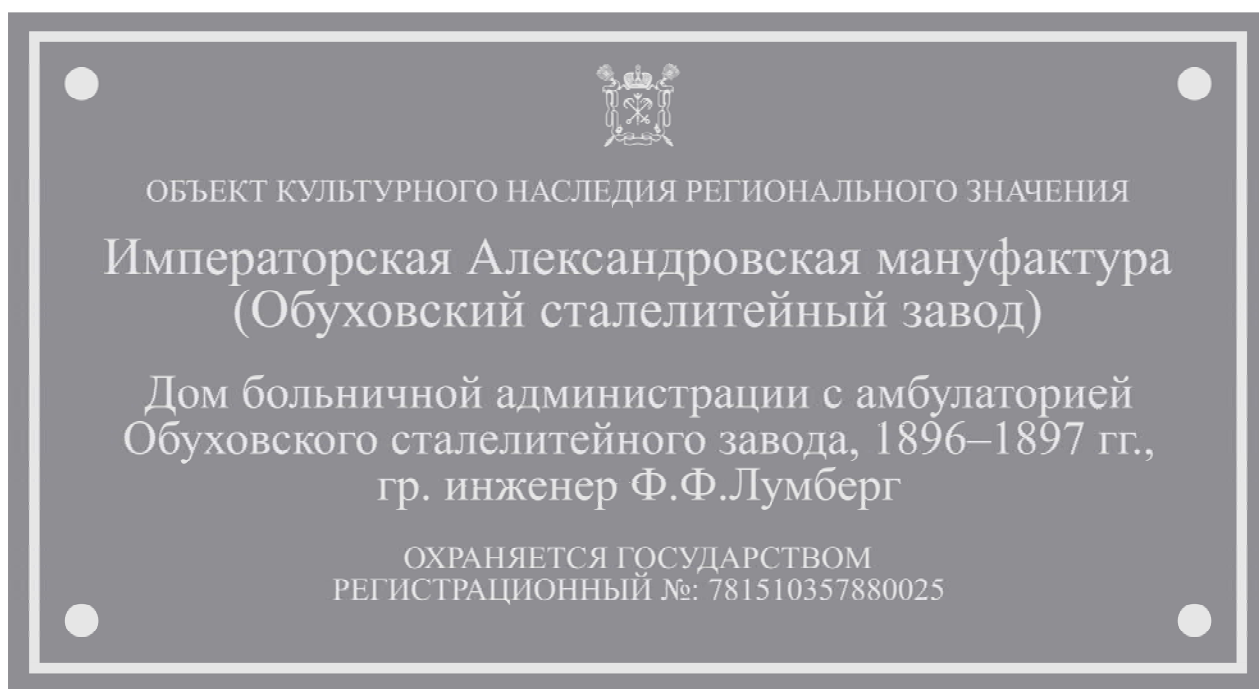 ОБЪЕКТ КУЛЬТУРНОГО НАСЛЕДИЯ РЕГИОНАЛЬНОГО ЗНАЧЕНИЯ
Императорская Александровская мануфактура
(Обуховский сталелитейный завод)
Дом больничной администрации с амбулаторией
Обуховского сталелитейного завода, 1896–1897 гг.,
гр. инженер Ф.Ф.Лумберг
ОХРАНЯЕТСЯ ГОСУДАРСТВОМ
РЕГИСТРАЦИОННЫЙ №: 781510357880025